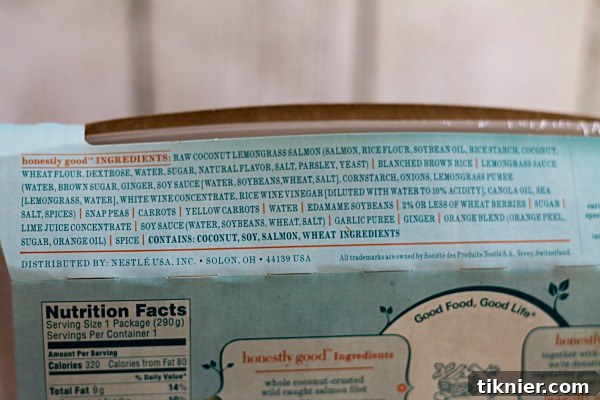 honestly good™ INGREDIENTS: RAW COCONUT LEMONGRASS SALMON (SALMON, RICE FLOUR, SOYBEAN OIL, RICE STARCH, COCONUT,
WHEAT FLOUR, DEXTROSE, WATER, SUGAR, NATURAL FLAVOR, SALT, PARSLEY, YEAST) | BLANCHED BROWN RICE | LEMONGRASS SAUCE
(WATER, BROWN SUGAR, GINGER, SOY SAUCE [WATER, SOYBEANS, WHEAT, SALT], CORNSTARCH, ONIONS, LEMONGRASS PUREE
[LEMONGRASS, WATER], WHITE WINE CONCENTRATE, RICE WINE VINEGAR [DILUTED WITH WATER TO 10% ACIDITY], CANOLA OIL, SEA
SALT, SPICES) | SNAP PEAS | CARROTS | YELLOW CARROTS | WATER | EDAMAME SOYBEANS | 2% OR LESS OF WHEAT BERRIES | SUGAR |
LIME JUICE CONCENTRATE | SOY SAUCE (WATER, SOYBEANS, WHEAT, SALT) | GARLIC PUREE | GINGER | ORANGE BLEND (ORANGE PEEL,
SUGAR, ORANGE OIL) | SPICE | CONTAINS: COCONUT, SOY, SALMON, WHEAT INGREDIENTS
DISTRIBUTED BY: NESTLÉ USA, INC. • SOLON, OH • 44139 USA
All trademarks are owned by Société des Produits Nestlé S.A., Vevey, Switzerland.
Nutrition Facts
Serving Size 1 Package (290g)
Servings Per Container 1
Amount Per Serving
Calories 320 Calories from Fat 80
% Daily Value*
Total Fat 9g 14%
Good Food, Good Life®
honestly good™ Ingredients
whole coconut-crusted
wild caught salmon filet
honestly
together with
we're donatin
tiknier.com